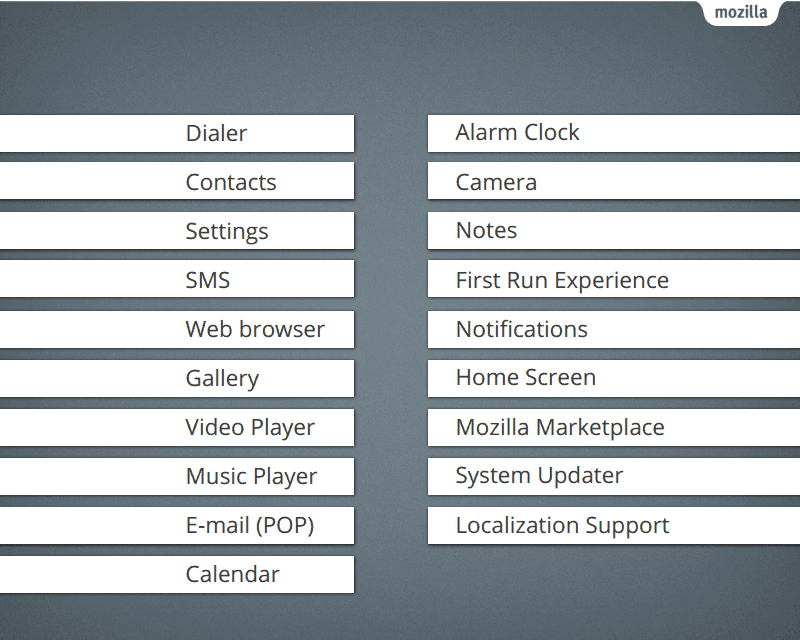 mozilla
Dialer
Contacts
Settings
SMS
Web browser
Gallery
Video Player
Music Player
E-mail (POP)
Calendar
Alarm Clock
Camera
Notes
First Run Experience
Notifications
Home Screen
Mozilla Marketplace
System Updater
Localization Support